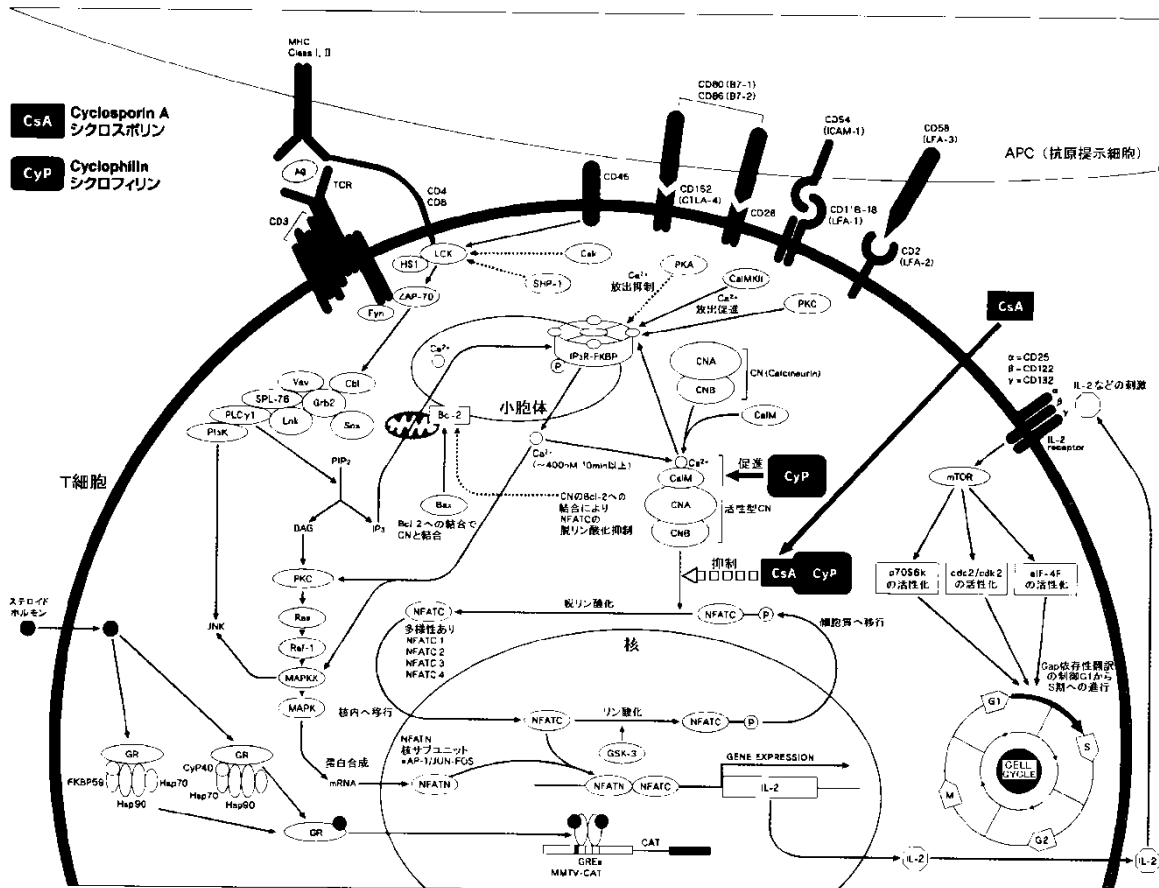 MHC
Class I, II
CsA
Cyclosporin A
シクロスポリン
CyP
Cyclophilin
シクロフィリン
Ag
TCR
CD3
CD4
CD8
CD45
CD80 (B7-1)
CD86 (B7-2)
CD152
(CTLA-4)
CD28
CD54
(ICAM-1)
CD11B-18
(LFA-1)
CD58
(LFA-3)
CD2
(LFA-2)
APC (抗原提示細胞)
LCK
HS1
ZAP-70
Fyn
Csk
SHP-1
PKA
Ca²⁺
放出抑制
CalMKII
Ca²⁺
放出促進
PKC
CsA
Ca²⁺
IP₃R-FKBP
P
CNA
CNB
CN(Calcineurin)
CalM
α=CD25
β=CD122
γ=CD132
α
β
γ
IL-2などの刺激
IL-2
receptor
Vav
Cbl
SPL-76
Grb2
PLCγ1
Lnk
Sos
PI3K
小胞体
Bcl-2
PIP₂
Ca²⁺
(~400nM 10min以上)
Ca²⁺
CalM
促進
CyP
mTOR
T細胞
Bax
CNのBcl-2への
結合により
NFATCの
脱リン酸化抑制
CNA
CNB
活性型CN
DAG
IP₃
Bcl-2への結合で
CNと結合
抑制
CsA
CyP
p70S6k
の活性化
cdc2/cdk2
の活性化
eIF-4F
の活性化
PKC
ステロイド
ホルモン
JNK
Ras
Raf-1
MAPKK
MAPK
NFATC
多様性あり
NFATC 1
NFATC 2
NFATC 3
NFATC 4
脱リン酸化
NFATC
P
細胞質へ移行
核
Gap依存性翻訳
の制御G1から
S期への進行
核内へ移行
NFATC
リン酸化
NFATC
P
GSK-3
G1
S
G2
M
CELL
CYCLE
GR
FKBP59
Hsp70
Hsp90
GR
CyP40
Hsp70
Hsp90
蛋白合成
mRNA
NFATN
核サブユニット
=AP-1/JUN-FOS
NFATN
NFATN
NFATC
GENE EXPRESSION
IL-2
GR
CAT
GREs
MMTV-CAT
IL-2
IL-2